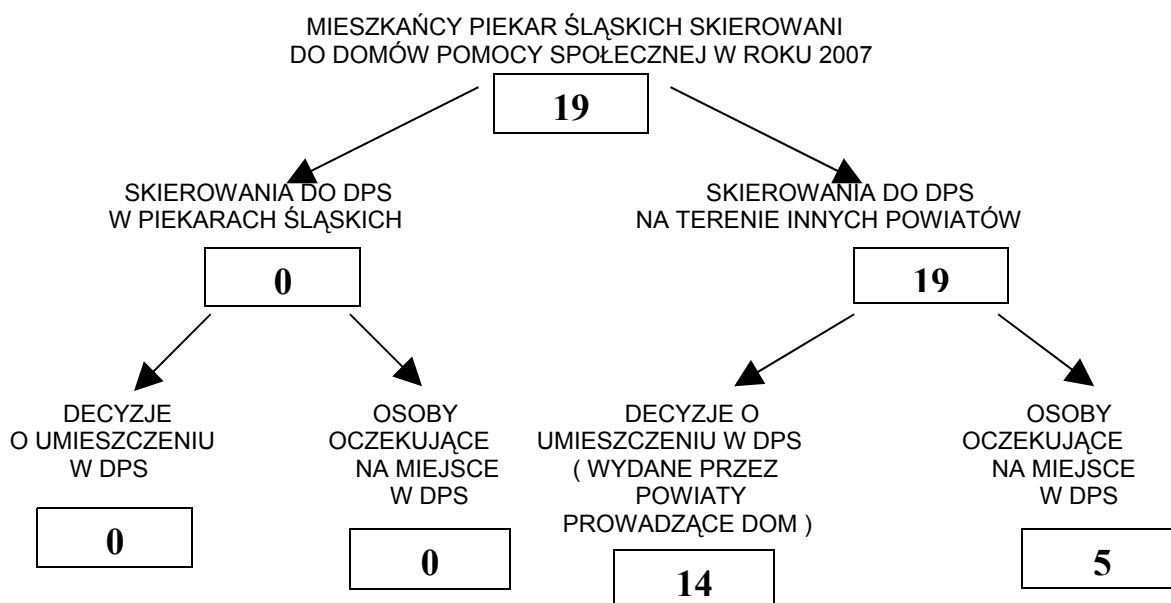 MIESZKAŃCY PIEKAR ŚLĄSKICH SKIEROWANI
DO DOMÓW POMOCY SPOŁECZNEJ W ROKU 2007
19
SKIEROWANIA DO DPS
W PIEKARACH ŚLĄSKICH
0
SKIEROWANIA DO DPS
NA TERENIE INNYCH POWIATÓW
19
DECYZJE
O UMIESZCZENIU
W DPS
0
OSOBY
OCZEKUJĄCE
NA MIEJSCE
W DPS
0
DECYZJE O
UMIESZCZENIU W DPS
( WYDANE PRZEZ
POWIATY
PROWADZĄCE DOM )
14
OSOBY
OCZEKUJĄCE
NA MIEJSCE
W DPS
5